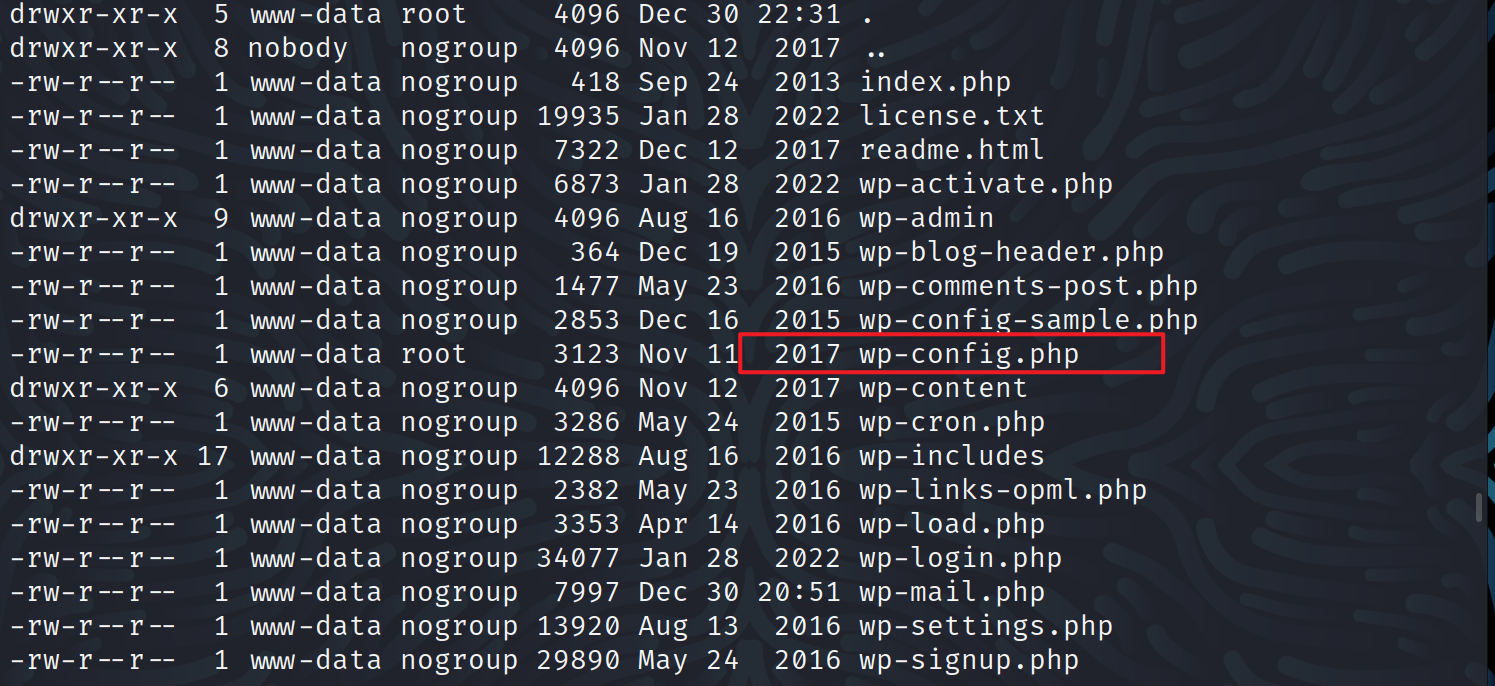 drwxr-xr-x  5 www-data root     4096 Dec 30 22:31 .
drwxr-xr-x  8 nobody   nogroup  4096 Nov 12  2017 ..
-rw-r--r--  1 www-data nogroup   418 Sep 24  2013 index.php
-rw-r--r--  1 www-data nogroup 19935 Jan 28  2022 license.txt
-rw-r--r--  1 www-data nogroup  7322 Dec 12  2017 readme.html
-rw-r--r--  1 www-data nogroup  6873 Jan 28  2022 wp-activate.php
drwxr-xr-x  9 www-data nogroup  4096 Aug 16  2016 wp-admin
-rw-r--r--  1 www-data nogroup   364 Dec 19  2015 wp-blog-header.php
-rw-r--r--  1 www-data nogroup  1477 May 23  2016 wp-comments-post.php
-rw-r--r--  1 www-data nogroup  2853 Dec 16  2015 wp-config-sample.php
-rw-r--r--  1 www-data root     3123 Nov 11  2017 wp-config.php
drwxr-xr-x  6 www-data nogroup  4096 Nov 12  2017 wp-content
-rw-r--r--  1 www-data nogroup  3286 May 24  2015 wp-cron.php
drwxr-xr-x 17 www-data nogroup 12288 Aug 16  2016 wp-includes
-rw-r--r--  1 www-data nogroup  2382 May 23  2016 wp-links-opml.php
-rw-r--r--  1 www-data nogroup  3353 Apr 14  2016 wp-load.php
-rw-r--r--  1 www-data nogroup 34077 Jan 28  2022 wp-login.php
-rw-r--r--  1 www-data nogroup  7997 Dec 30 20:51 wp-mail.php
-rw-r--r--  1 www-data nogroup 13920 Aug 13  2016 wp-settings.php
-rw-r--r--  1 www-data nogroup 29890 May 24  2016 wp-signup.php